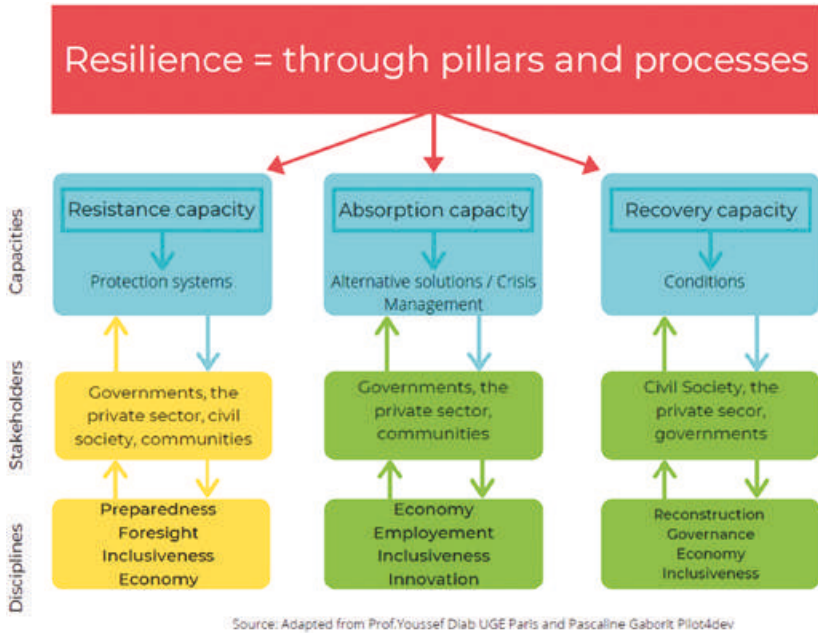 Resilience = through pillars and processes
Capacities
Resistance capacity
Protection systems
Absorption capacity
Alternative solutions / Crisis
Management
Recovery capacity
Conditions
Stakeholders
Governments, the
private sector, civil
society, communities
Governments, the
private sector,
communities
Civil Society, the
private secor,
governments
Disciplines
Preparedness
Foresight
Inclusiveness
Economy
Economy
Employement
Inclusiveness
Innovation
Reconstruction
Governance
Economy
Inclusiveness
Source: Adapted from Prof.Youssef Diab UGE Paris and Pascaline Gaborit Pilot4dev